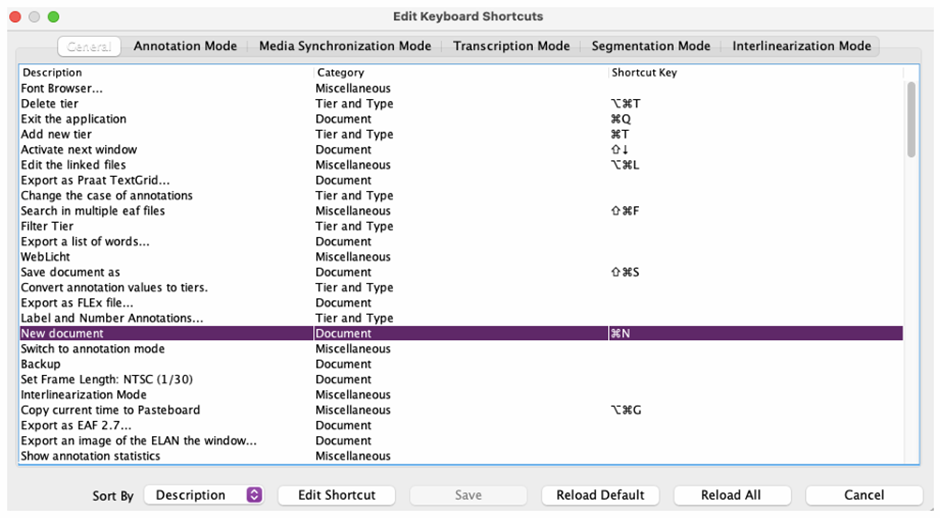 Edit Keyboard Shortcuts
General Annotation Mode Media Synchronization Mode Transcription Mode Segmentation Mode Interlinearization Mode
Description Category Shortcut Key
Font Browser... Miscellaneous
Delete tier Tier and Type ⌥⌘T
Exit the application Document ⌘Q
Add new tier Tier and Type ⌘T
Activate next window Document ⇧↓
Edit the linked files Miscellaneous ⌥⌘L
Export as Praat TextGrid... Document
Change the case of annotations Tier and Type
Search in multiple eaf files Miscellaneous ⇧⌘F
Filter Tier Tier and Type
Export a list of words... Document
WebLicht Miscellaneous
Save document as Document ⇧⌘S
Convert annotation values to tiers. Tier and Type
Export as FLEx file... Document
Label and Number Annotations... Tier and Type
New document Document ⌘N
Switch to annotation mode Miscellaneous
Backup Document
Set Frame Length: NTSC (1/30) Document
Interlinearization Mode Miscellaneous
Copy current time to Pasteboard Miscellaneous ⌥⌘G
Export as EAF 2.7... Document
Export an image of the ELAN the window... Document
Show annotation statistics Miscellaneous
Sort By Description Edit Shortcut Save Reload Default Reload All Cancel